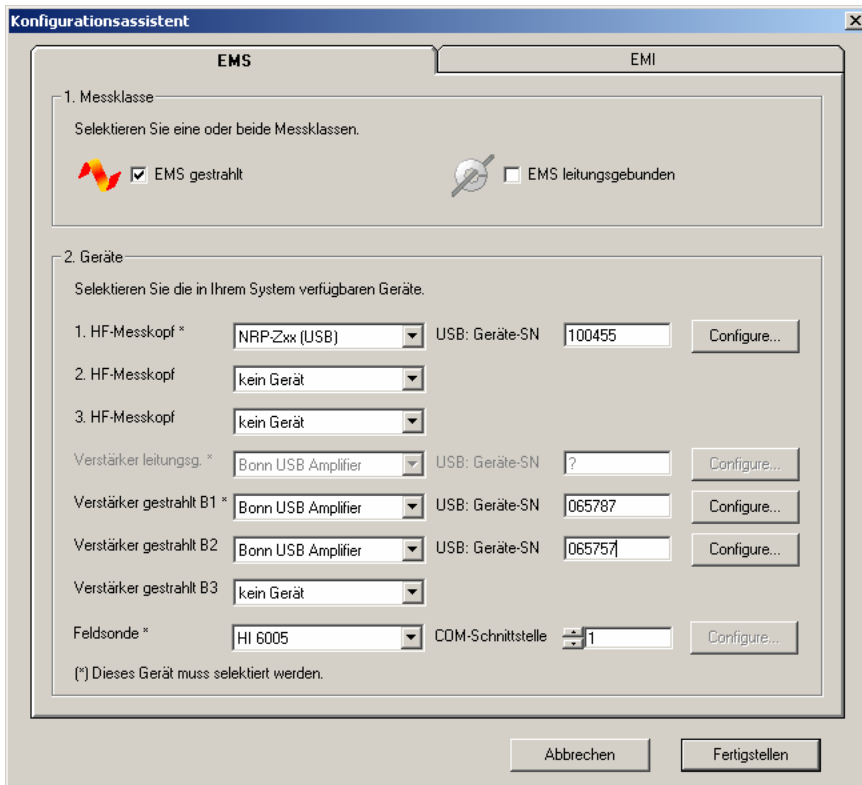 Konfigurationsassistent
EMS EMI
1. Messklasse
Selektieren Sie eine oder beide Messklassen.
EMS gestrahlt EMS leitungsgebunden
2. Geräte
Selektieren Sie die in Ihrem System verfügbaren Geräte.
1. HF-Messkopf * NRP-Zxx (USB) USB: Geräte-SN 100455 Configure...
2. HF-Messkopf kein Gerät
3. HF-Messkopf kein Gerät
Verstärker leitungsg. * Bonn USB Amplifier USB: Geräte-SN ? Configure...
Verstärker gestrahlt B1 * Bonn USB Amplifier USB: Geräte-SN 065787 Configure...
Verstärker gestrahlt B2 Bonn USB Amplifier USB: Geräte-SN 065757 Configure...
Verstärker gestrahlt B3 kein Gerät
Feldsonde * HI 6005 COM-Schnittstelle 1 Configure...
(*) Dieses Gerät muss selektiert werden.
Abbrechen Fertigstellen